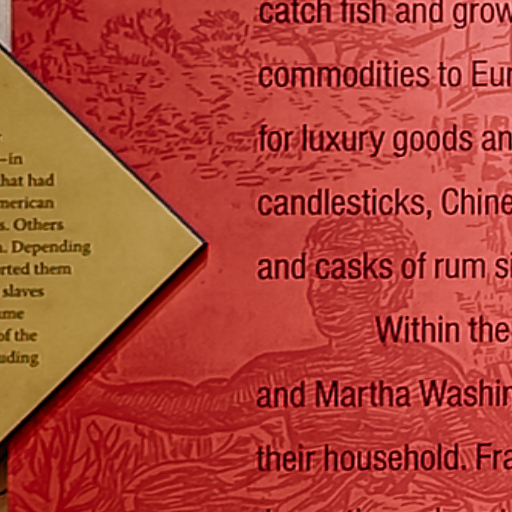 –in
hat had
merican
s. Others
. Depending
rted them
slaves
me
of the
uding
catch fish and grow
commodities to Eur
for luxury goods an
candlesticks, Chine
and casks of rum si
Within the
and Martha Washin
their household. Fra